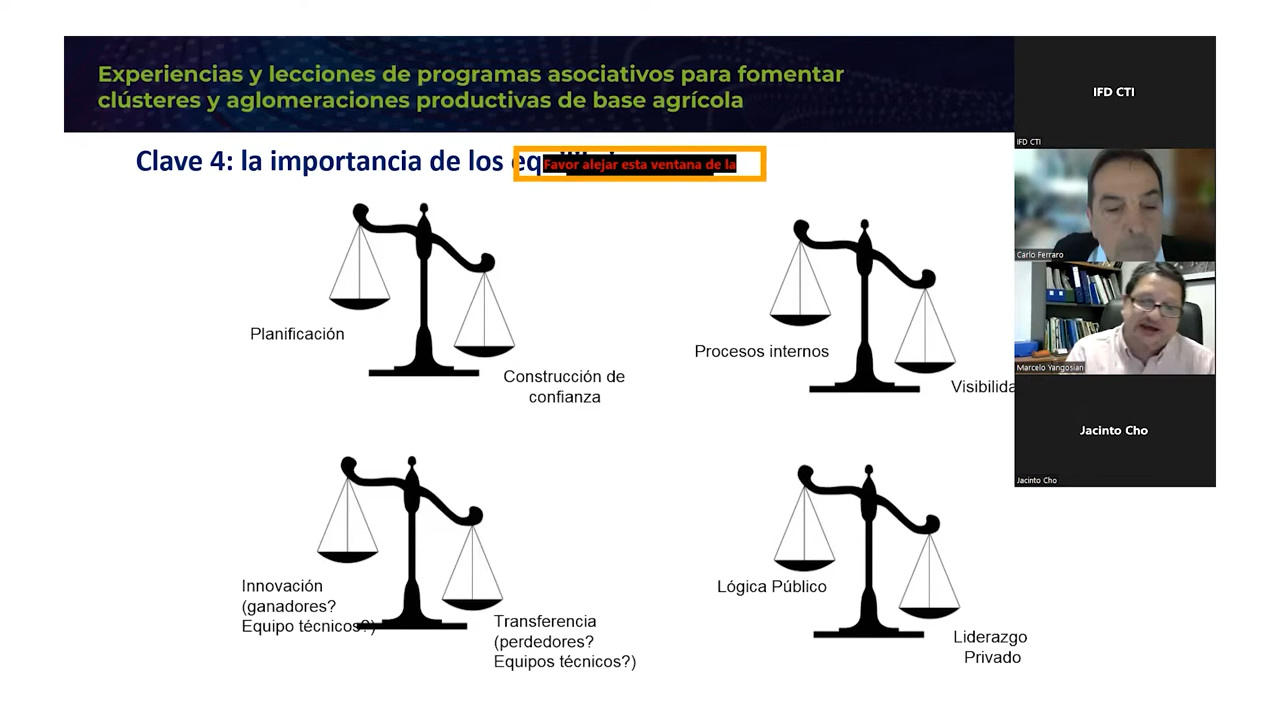 Experiencias y lecciones de programas asociativos para fomentar
clústeres y aglomeraciones productivas de base agrícola
Clave 4: la importancia de los
Favor alejar esta ventana de la
Planificación
Construcción de
confianza
Procesos internos
Innovación
(ganadores?
Equipo técnicos?)
Transferencia
(perdedores?
Equipos técnicos?)
Lógica Público
Liderazgo
Privado
IFD CTI
IFD CTI
Carlo Ferraro
Marcelo Yangosian
Jacinto Cho
Jacinto Cho